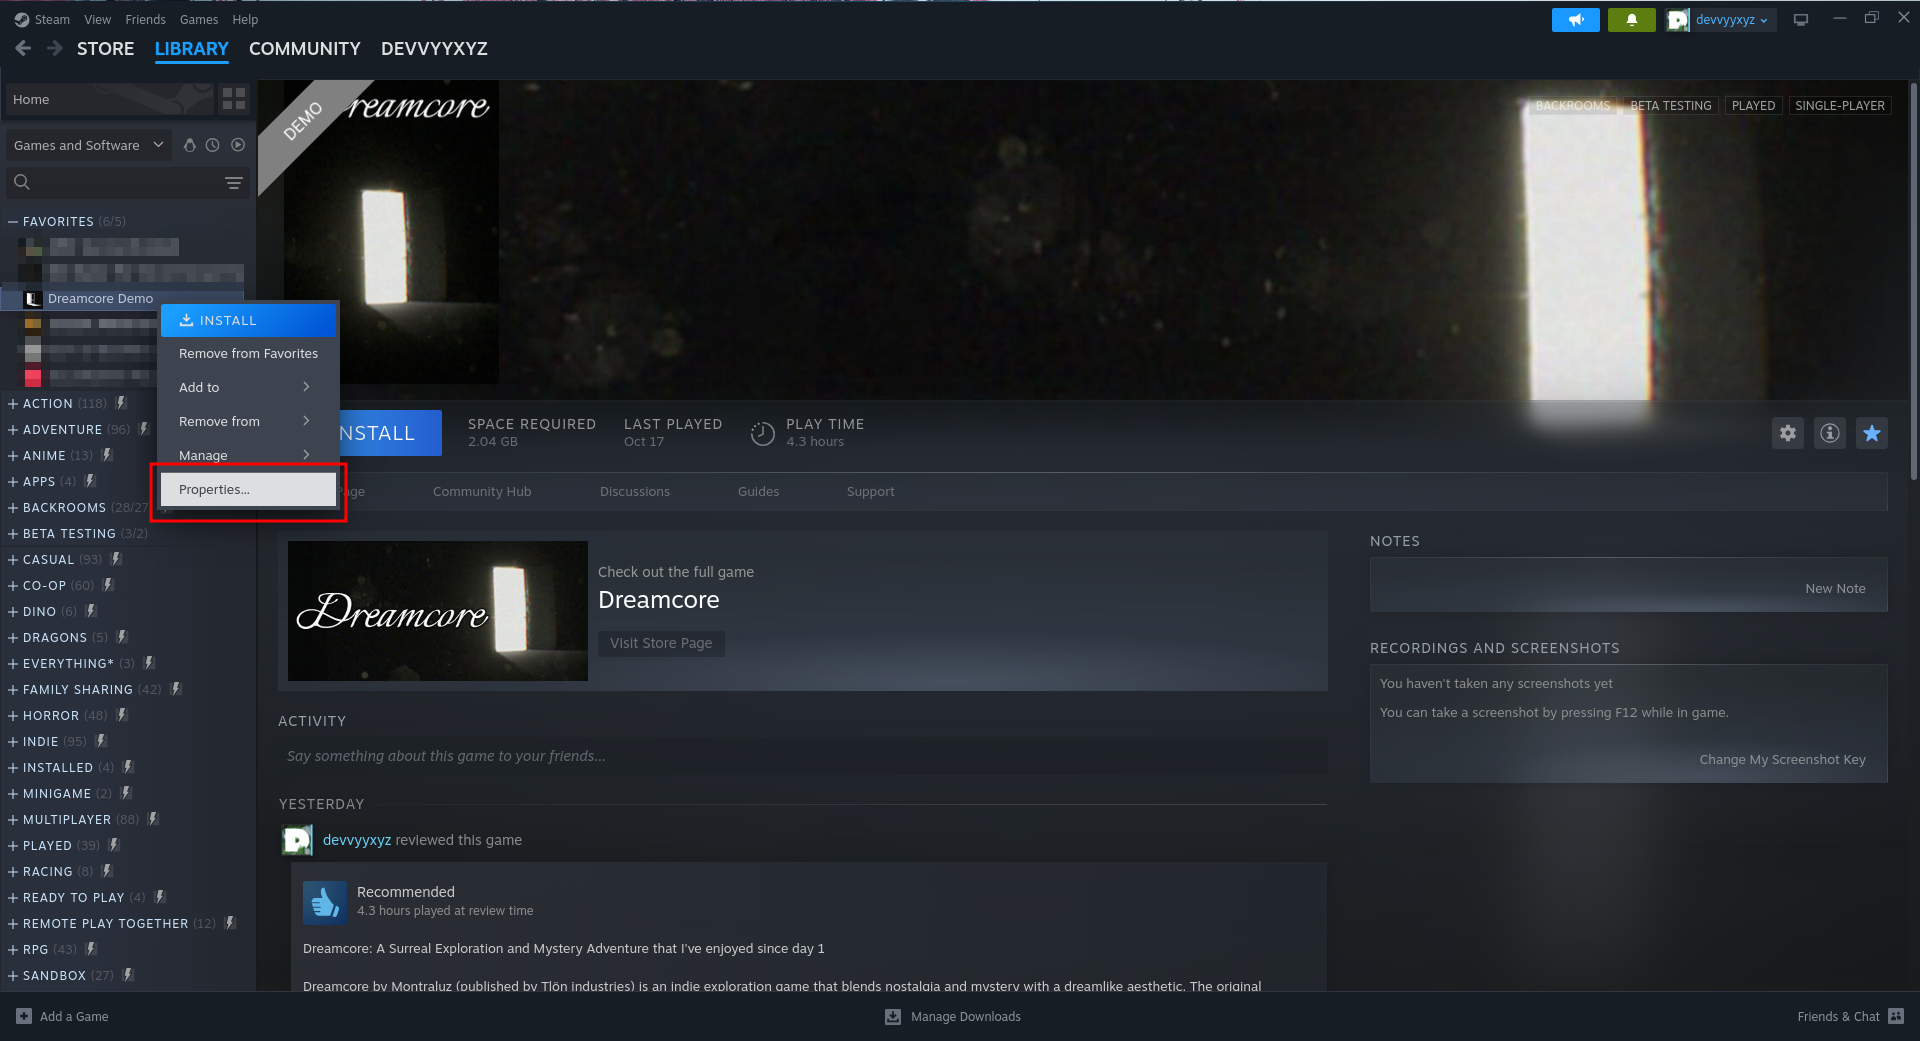 Steam View Friends Games Help
devvyyxyz
STORE LIBRARY COMMUNITY DEVVYYXYZ
Home
Games and Software
FAVORITES (6/5)
Dreamcore Demo
INSTALL
Remove from Favorites
Add to
Remove from
Manage
Properties...
ACTION (118)
ADVENTURE (96)
ANIME (13)
APPS (4)
BACKROOMS (28/27
BETA TESTING (3/2)
CASUAL (93)
CO-OP (60)
DINO (6)
DRAGONS (5)
EVERYTHING* (3)
FAMILY SHARING (42)
HORROR (48)
INDIE (95)
INSTALLED (4)
MINIGAME (2)
MULTIPLAYER (88)
PLAYED (39)
RACING (8)
READY TO PLAY (4)
REMOTE PLAY TOGETHER (12)
RPG (43)
SANDBOX (27)
DEMO
Dreamcore
BACKROOMS BETA TESTING PLAYED SINGLE-PLAYER
NSTALL
SPACE REQUIRED
2.04 GB
LAST PLAYED
Oct 17
PLAY TIME
4.3 hours
Page Community Hub Discussions Guides Support
Dreamcore
Check out the full game
Dreamcore
Visit Store Page
ACTIVITY
Say something about this game to your friends...
YESTERDAY
devvyyxyz reviewed this game
Recommended
4.3 hours played at review time
Dreamcore: A Surreal Exploration and Mystery Adventure that I've enjoyed since day 1
Dreamcore by Montraluz (published by Tlön industries) is an indie exploration game that blends nostalgia and mystery with a dreamlike aesthetic. The original
NOTES
New Note
RECORDINGS AND SCREENSHOTS
You haven't taken any screenshots yet
You can take a screenshot by pressing F12 while in game.
Change My Screenshot Key
Add a Game
Manage Downloads
Friends & Chat